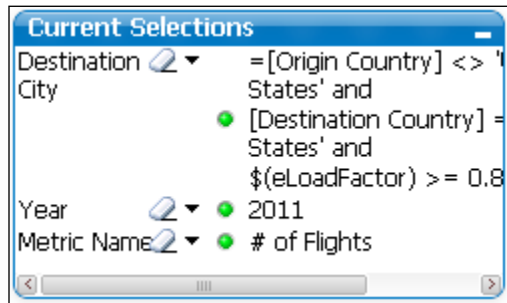 Current Selections
Destination City
=[Origin Country] <> '
States' and
[Destination Country] =
States' and
$(eLoadFactor) >= 0.8
Year 2011
Metric Name # of Flights